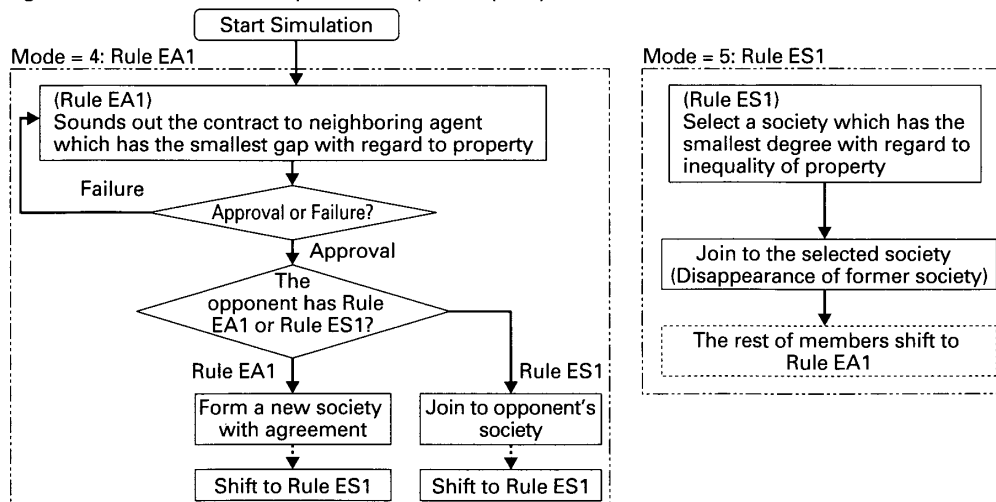 Start Simulation
Mode = 4: Rule EA1
(Rule EA1)
Sounds out the contract to neighboring agent
which has the smallest gap with regard to property
Failure
Approval or Failure?
Approval
The
opponent has Rule
EA1 or Rule ES1?
Rule EA1
Rule ES1
Form a new society
with agreement
Join to opponent's
society
Shift to Rule ES1
Shift to Rule ES1
Mode = 5: Rule ES1
(Rule ES1)
Select a society which has the
smallest degree with regard to
inequality of property
Join to the selected society
(Disappearance of former society)
The rest of members shift to
Rule EA1